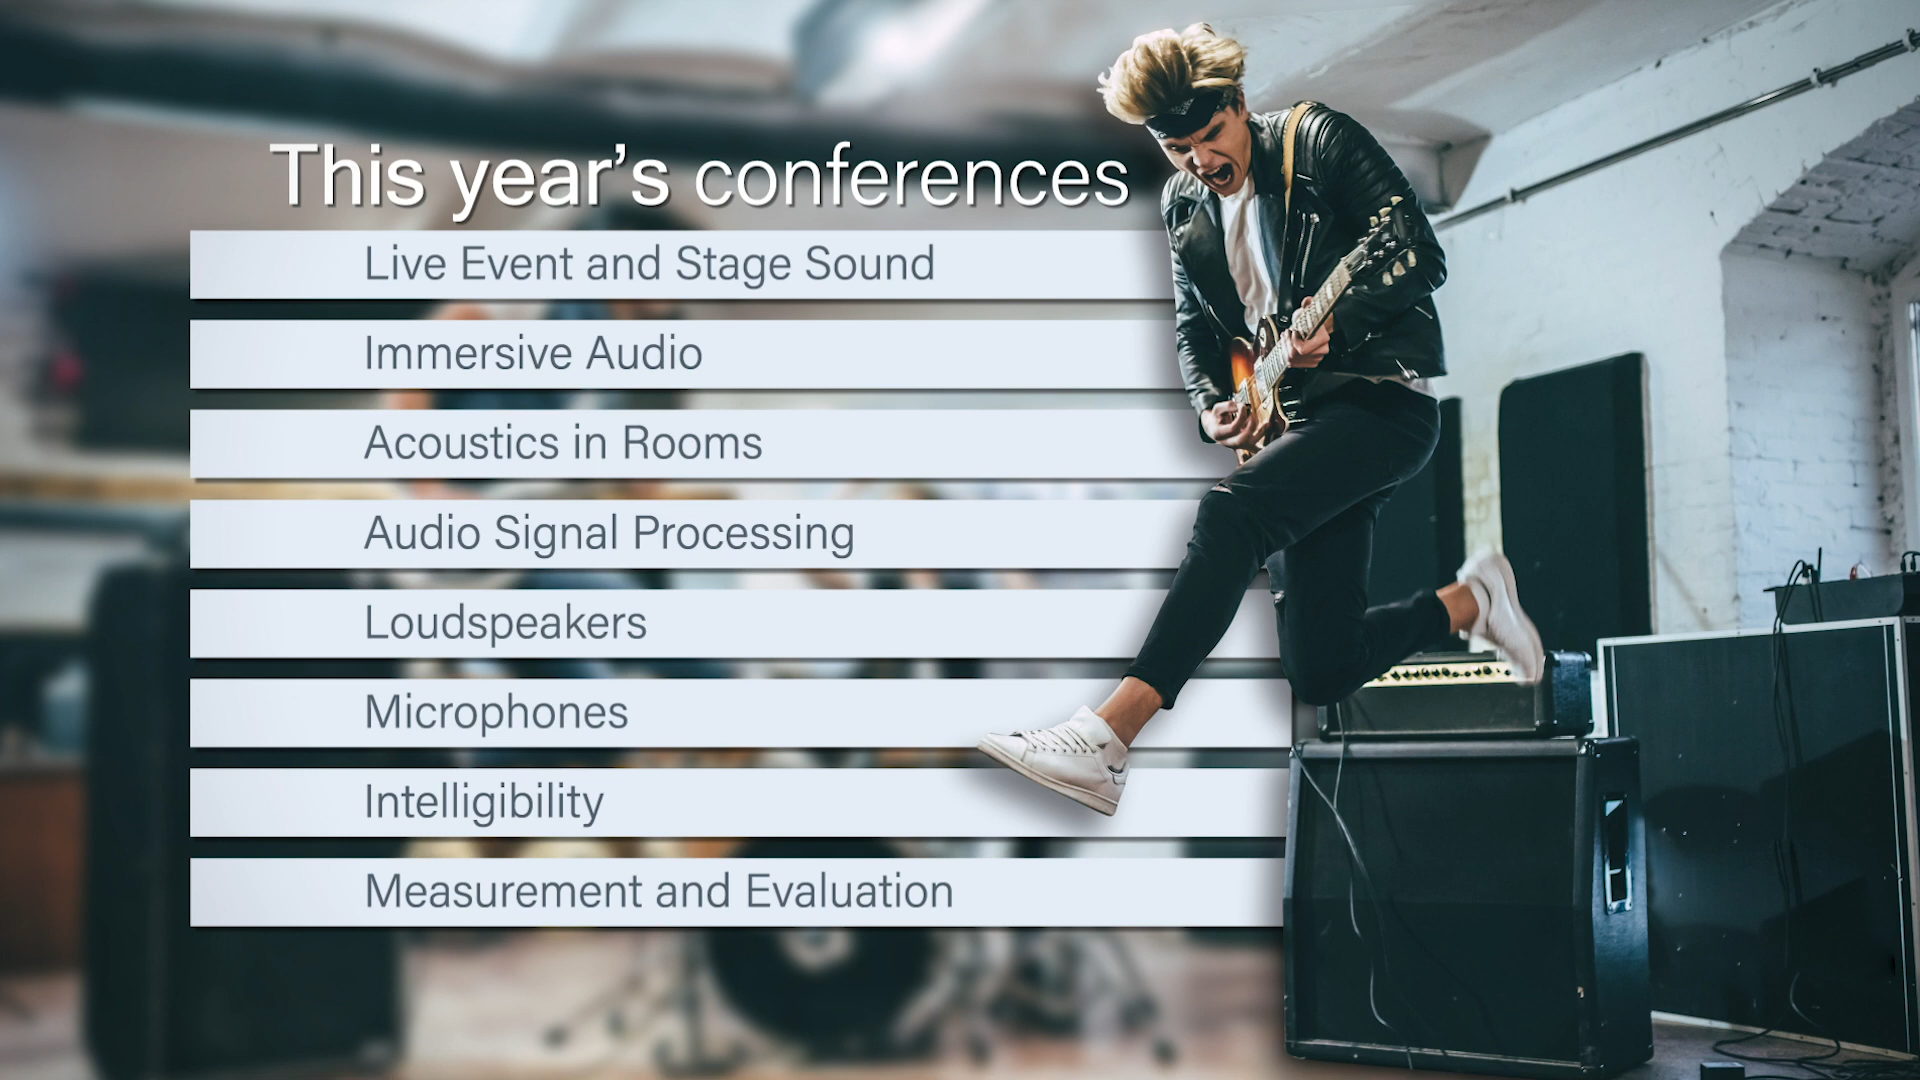 This year’s conferences
Live Event and Stage Sound
Immersive Audio
Acoustics in Rooms
Audio Signal Processing
Loudspeakers
Microphones
Intelligibility
Measurement and Evaluation